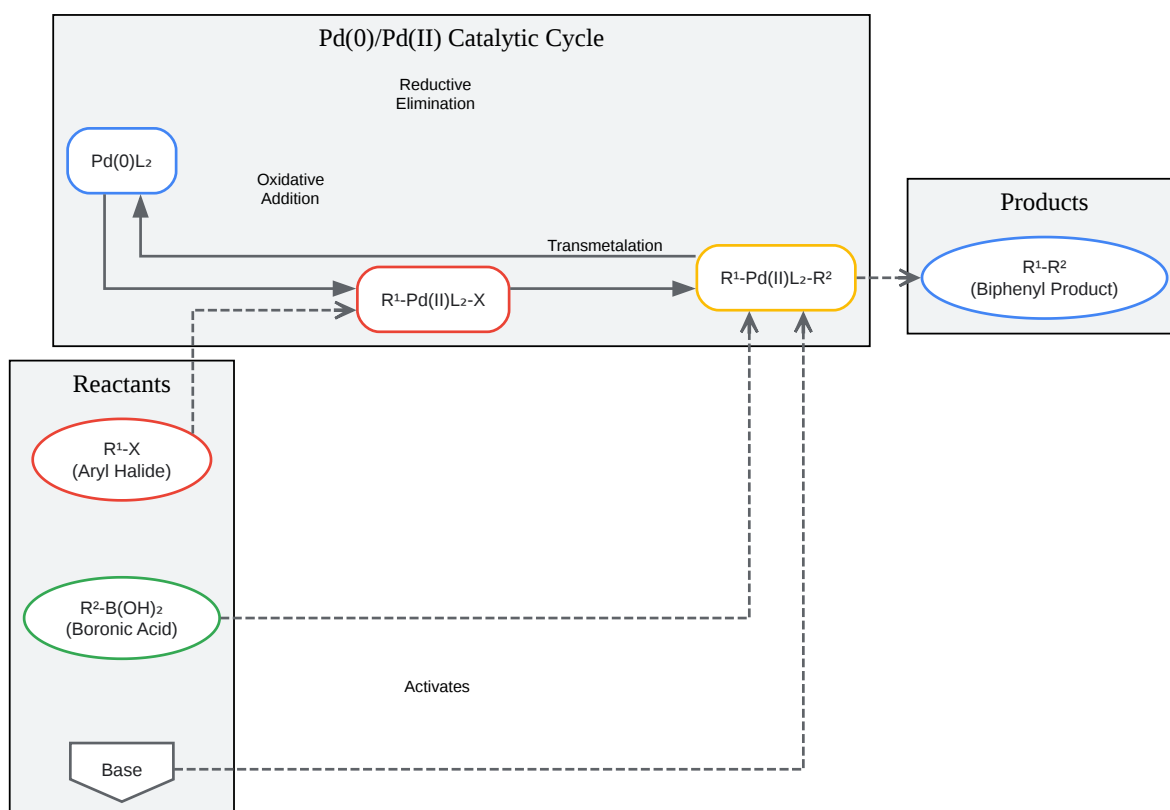 Pd(0)/Pd(II) Catalytic Cycle
Reductive
Elimination
Pd(0)L₂
Oxidative
Addition
Transmetalation
R¹-Pd(II)L₂-X
R¹-Pd(II)L₂-R²
Products
R¹-R²
(Biphenyl Product)
Reactants
R¹-X
(Aryl Halide)
R²-B(OH)₂
(Boronic Acid)
Activates
Base